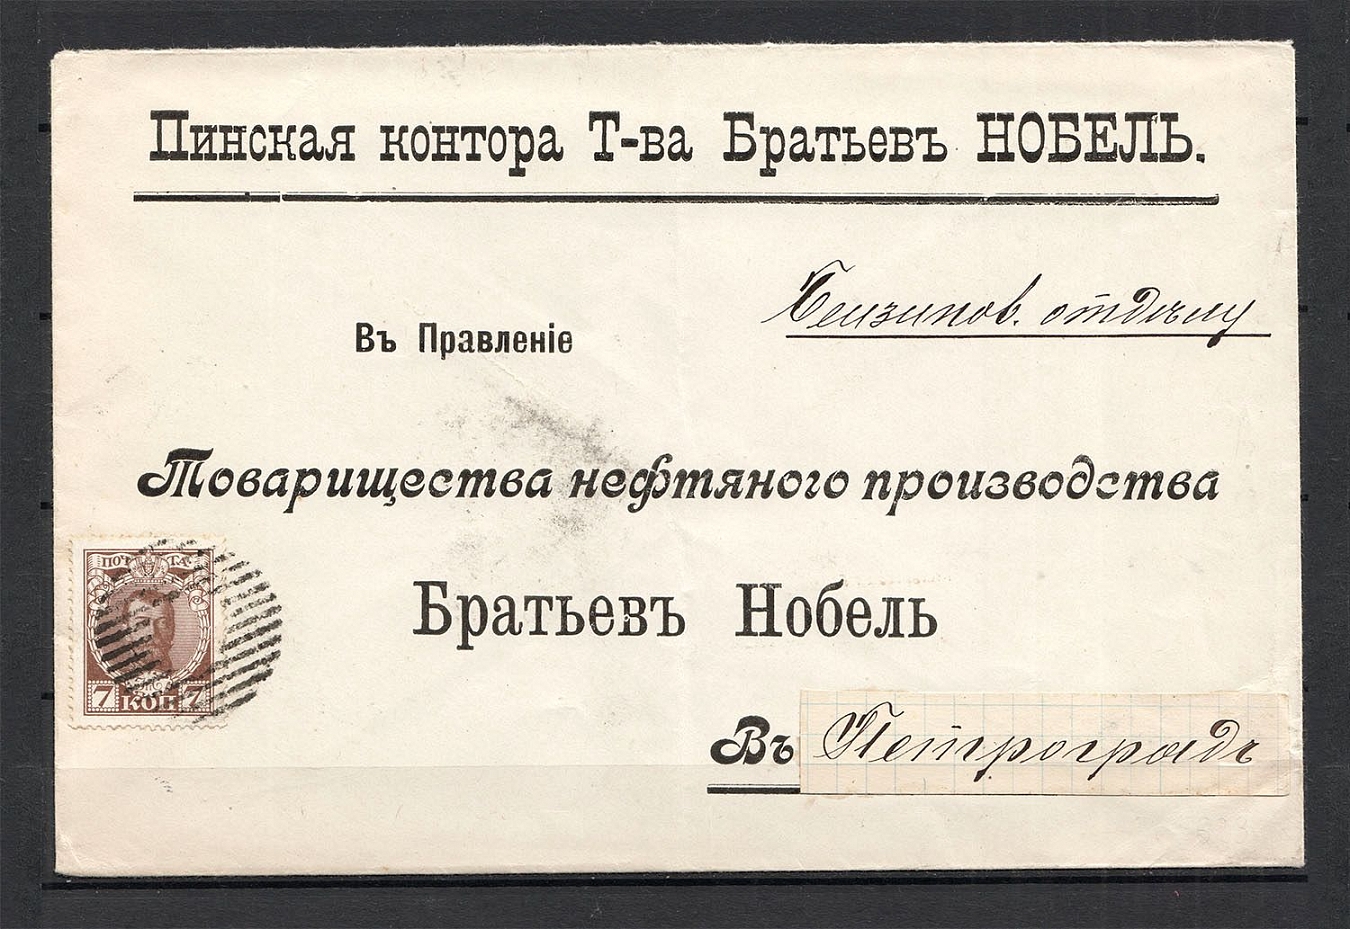 Пинская контора Т-ва Братьевъ НОБЕЛЬ.
Бензинов. отдѣлу
Въ Правленіе
Товарищества нефтяного производства
Братьевъ Нобель
Въ Петроградъ
ПОЧТА
7 КОП 7